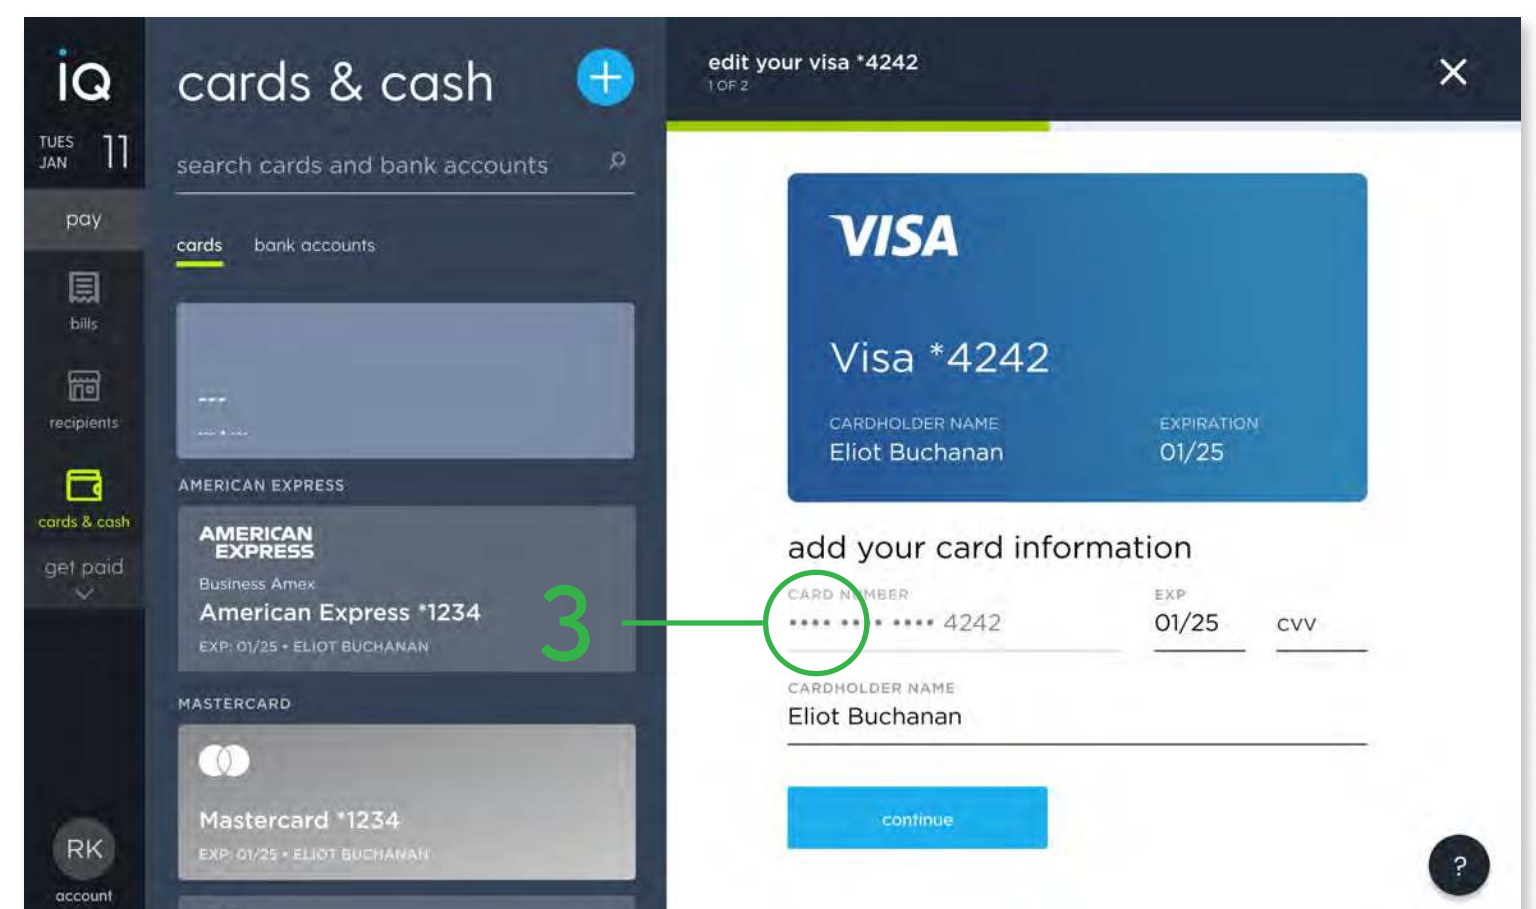 iQ
TUES
JAN
11
pay
bills
recipients
cards & cash
get paid
RK
account
cards & cash
+
search cards and bank accounts
cards
bank accounts
---
AMERICAN EXPRESS
AMERICAN
EXPRESS
Business Amex
American Express *1234
EXP: 01/25 • ELIOT BUCHANAN
MASTERCARD
Mastercard *1234
EXP: 01/25 • ELIOT BUCHANAN
3
edit your visa *4242
1 OF 2
VISA
Visa *4242
CARDHOLDER NAME
Eliot Buchanan
EXPIRATION
01/25
add your card information
CARD NUMBER
•••• •••• •••• 4242
EXP
01/25
CVV
CARDHOLDER NAME
Eliot Buchanan
continue
?